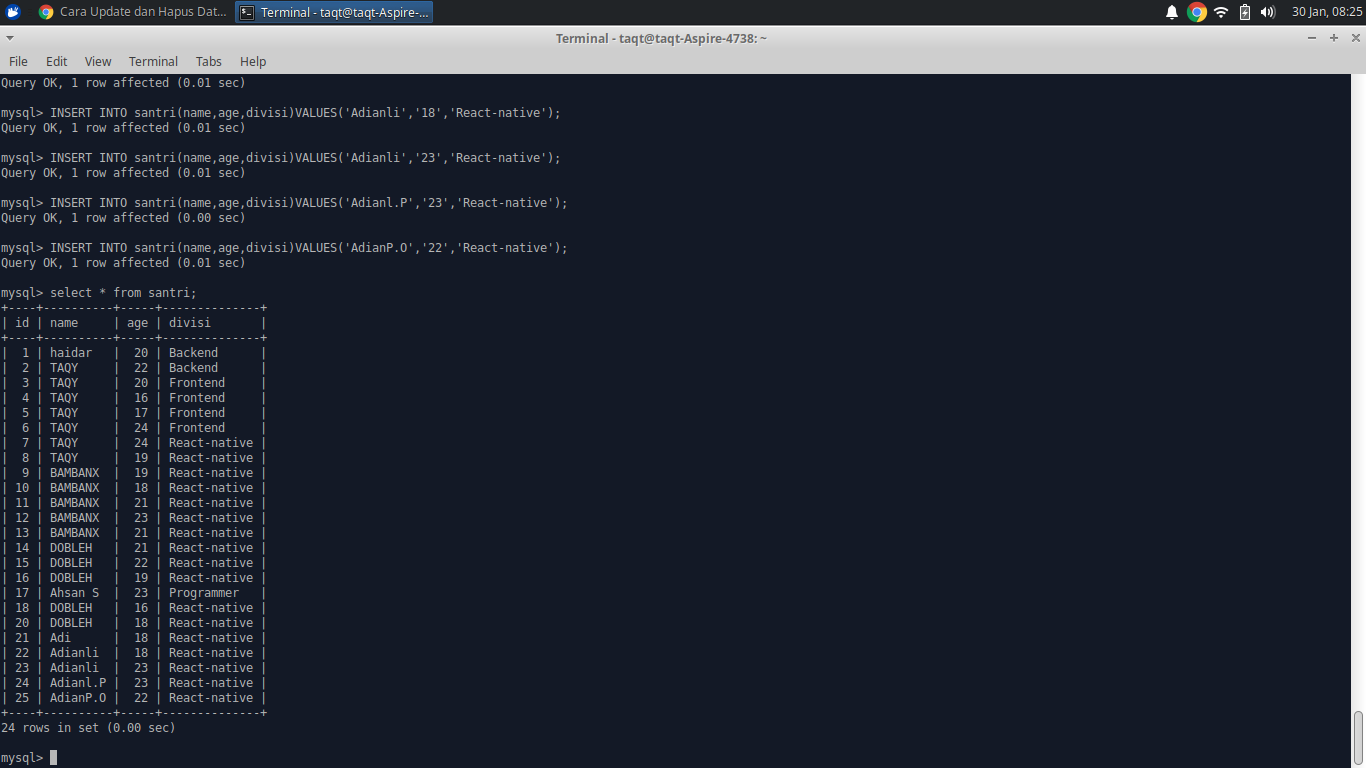 Cara Update dan Hapus Dat...
Terminal - taqt@taqt-Aspire-...
30 Jan, 08:25
Terminal - taqt@taqt-Aspire-4738: ~
File Edit View Terminal Tabs Help
Query OK, 1 row affected (0.01 sec)
mysql> INSERT INTO santri(name,age,divisi)VALUES('Adianli','18','React-native');
Query OK, 1 row affected (0.01 sec)
mysql> INSERT INTO santri(name,age,divisi)VALUES('Adianli','23','React-native');
Query OK, 1 row affected (0.01 sec)
mysql> INSERT INTO santri(name,age,divisi)VALUES('Adianl.P','23','React-native');
Query OK, 1 row affected (0.00 sec)
mysql> INSERT INTO santri(name,age,divisi)VALUES('AdianP.O','22','React-native');
Query OK, 1 row affected (0.01 sec)
mysql> select * from santri;
+----+----------+-----+--------------+
| id | name     | age | divisi       |
+----+----------+-----+--------------+
|  1 | haidar   |  20 | Backend      |
|  2 | TAQY     |  22 | Backend      |
|  3 | TAQY     |  20 | Frontend     |
|  4 | TAQY     |  16 | Frontend     |
|  5 | TAQY     |  17 | Frontend     |
|  6 | TAQY     |  24 | Frontend     |
|  7 | TAQY     |  24 | React-native |
|  8 | TAQY     |  19 | React-native |
|  9 | BAMBANX  |  19 | React-native |
| 10 | BAMBANX  |  18 | React-native |
| 11 | BAMBANX  |  21 | React-native |
| 12 | BAMBANX  |  23 | React-native |
| 13 | BAMBANX  |  21 | React-native |
| 14 | DOBLEH   |  21 | React-native |
| 15 | DOBLEH   |  22 | React-native |
| 16 | DOBLEH   |  19 | React-native |
| 17 | Ahsan S  |  23 | Programmer   |
| 18 | DOBLEH   |  16 | React-native |
| 20 | DOBLEH   |  18 | React-native |
| 21 | Adi      |  18 | React-native |
| 22 | Adianli  |  18 | React-native |
| 23 | Adianli  |  23 | React-native |
| 24 | Adianl.P |  23 | React-native |
| 25 | AdianP.O |  22 | React-native |
+----+----------+-----+--------------+
24 rows in set (0.00 sec)
mysql>